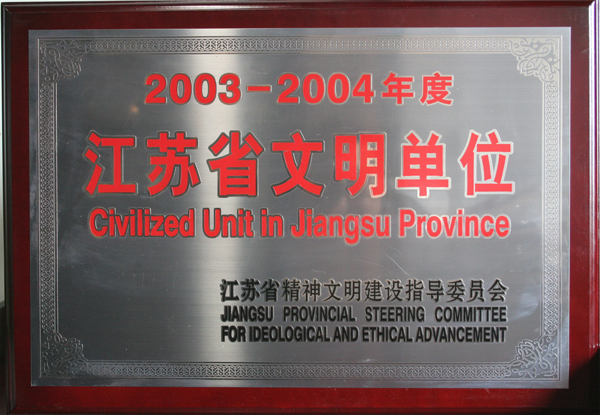 2003-2004年度
江苏省文明单位
Civilized Unit in Jiangsu Province
江苏省精神文明建设指导委员会
JIANGSU PROVINCIAL STEERING COMMITTEE
FOR IDEOLOGICAL AND ETHICAL ADVANCEMENT